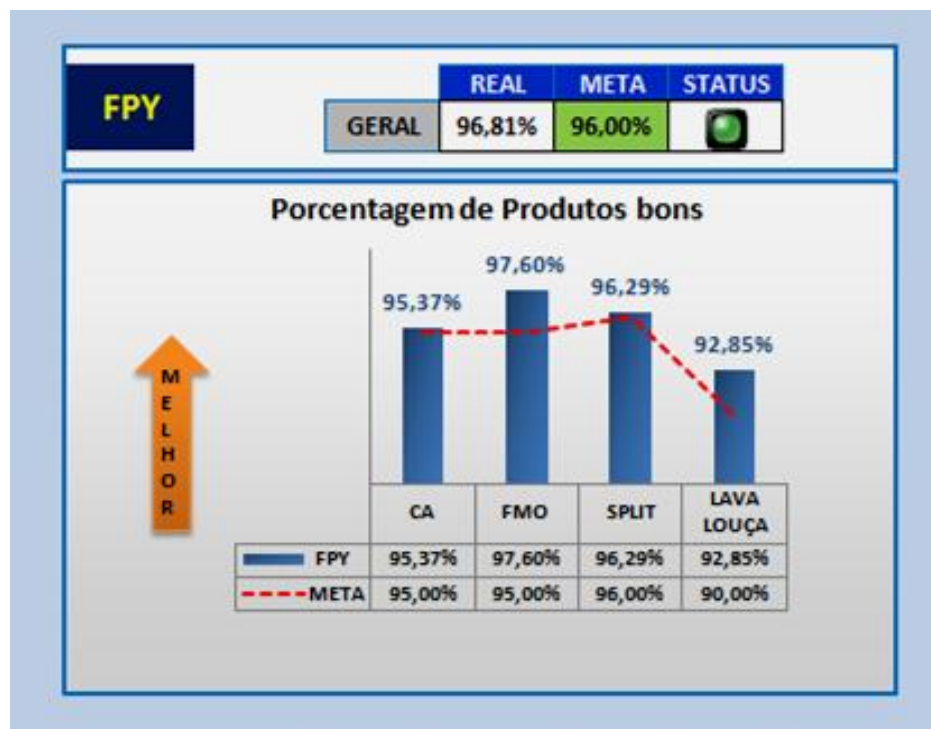 FPY
REAL META STATUS
GERAL 96,81% 96,00%
Porcentagem de Produtos bons
95,37% 97,60% 96,29% 92,85%
MELHOR
CA FMO SPLIT LAVA
LOUÇA
FPY 95,37% 97,60% 96,29% 92,85%
META 95,00% 95,00% 96,00% 90,00%